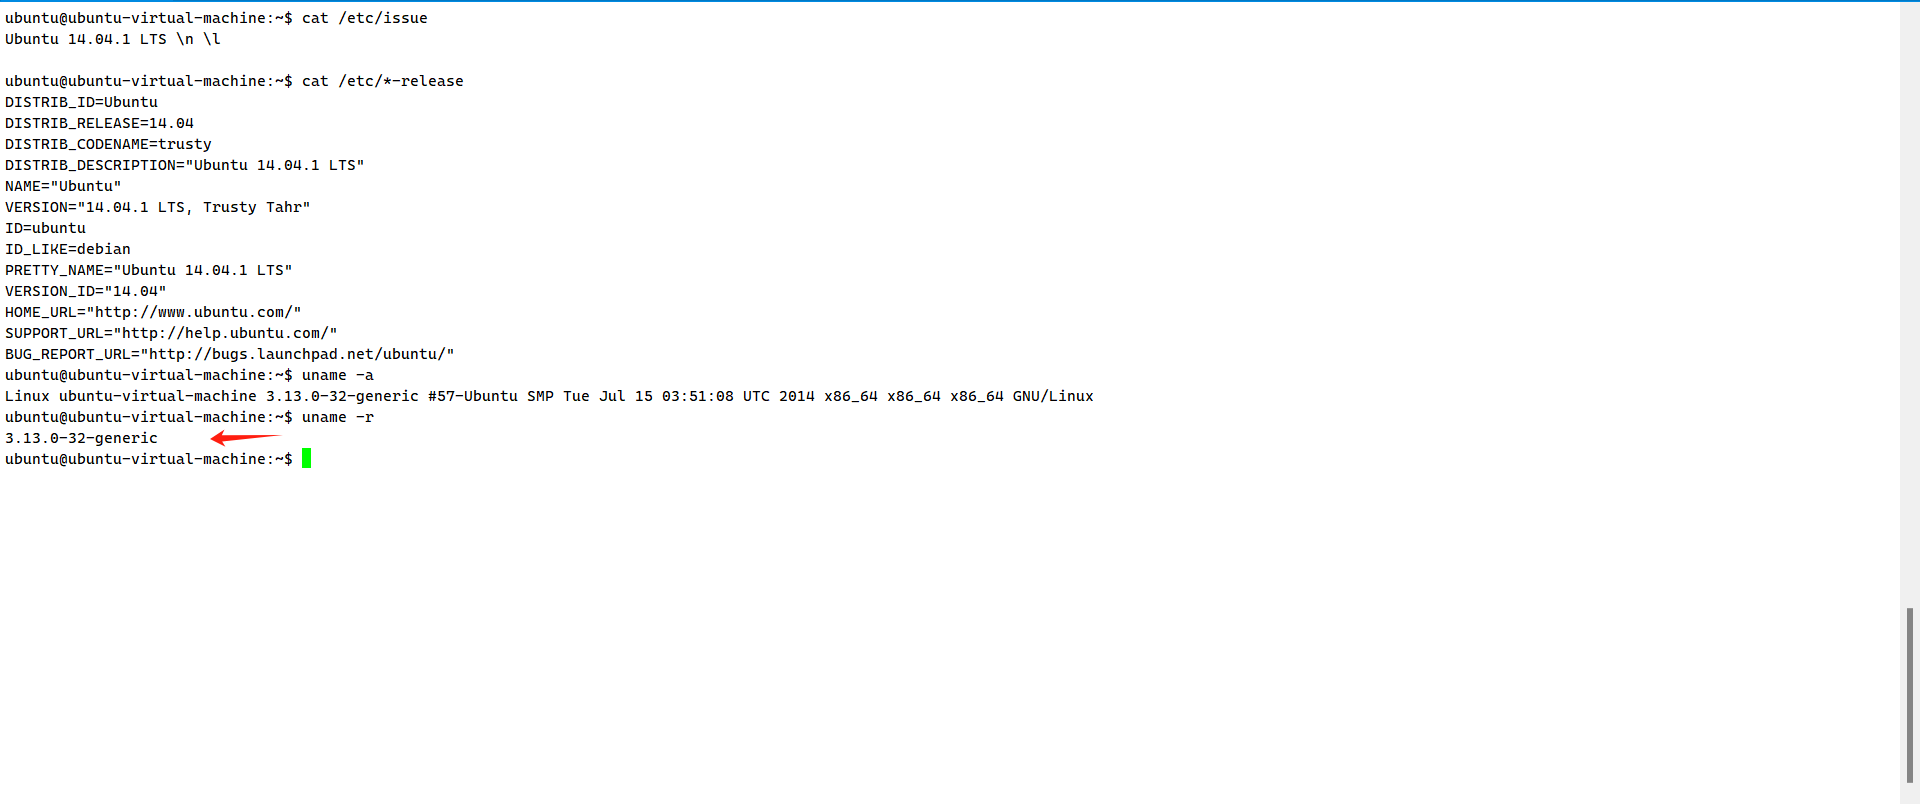 ubuntu@ubuntu-virtual-machine:~$ cat /etc/issue
Ubuntu 14.04.1 LTS \n \l
ubuntu@ubuntu-virtual-machine:~$ cat /etc/*-release
DISTRIB_ID=Ubuntu
DISTRIB_RELEASE=14.04
DISTRIB_CODENAME=trusty
DISTRIB_DESCRIPTION="Ubuntu 14.04.1 LTS"
NAME="Ubuntu"
VERSION="14.04.1 LTS, Trusty Tahr"
ID=ubuntu
ID_LIKE=debian
PRETTY_NAME="Ubuntu 14.04.1 LTS"
VERSION_ID="14.04"
HOME_URL="http://www.ubuntu.com/"
SUPPORT_URL="http://help.ubuntu.com/"
BUG_REPORT_URL="http://bugs.launchpad.net/ubuntu/"
ubuntu@ubuntu-virtual-machine:~$ uname -a
Linux ubuntu-virtual-machine 3.13.0-32-generic #57-Ubuntu SMP Tue Jul 15 03:51:08 UTC 2014 x86_64 x86_64 x86_64 GNU/Linux
ubuntu@ubuntu-virtual-machine:~$ uname -r
3.13.0-32-generic
ubuntu@ubuntu-virtual-machine:~$